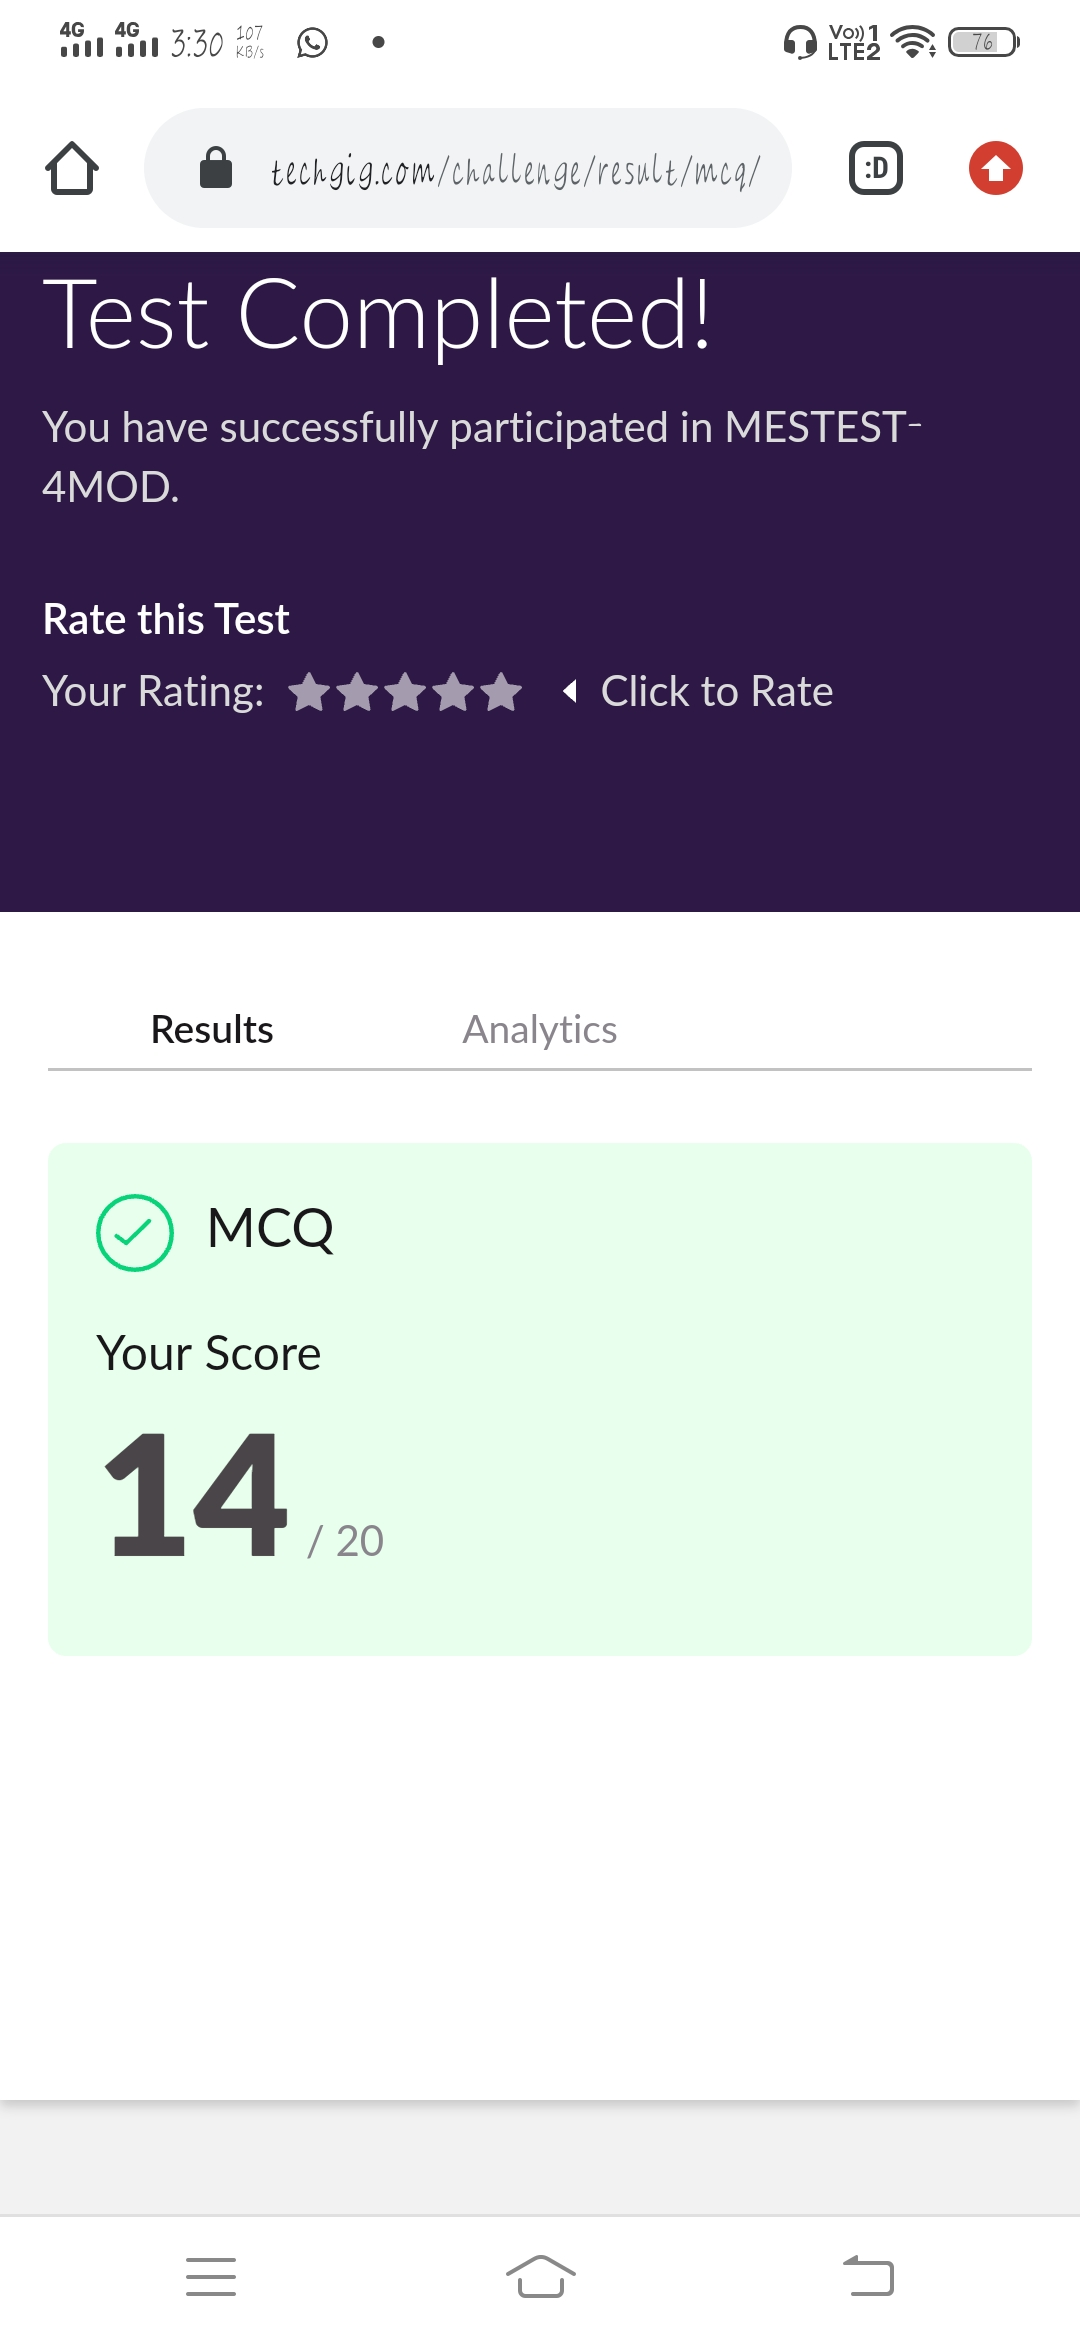 4G 4G 3:30 107 KB/s Vo)) 1 LTE2 76
techgig.com/challenge/result/mcq/ :D
Test Completed!
You have successfully participated in MESTEST-
4MOD.
Rate this Test
Your Rating: Click to Rate
Results Analytics
MCQ
Your Score
14 / 20